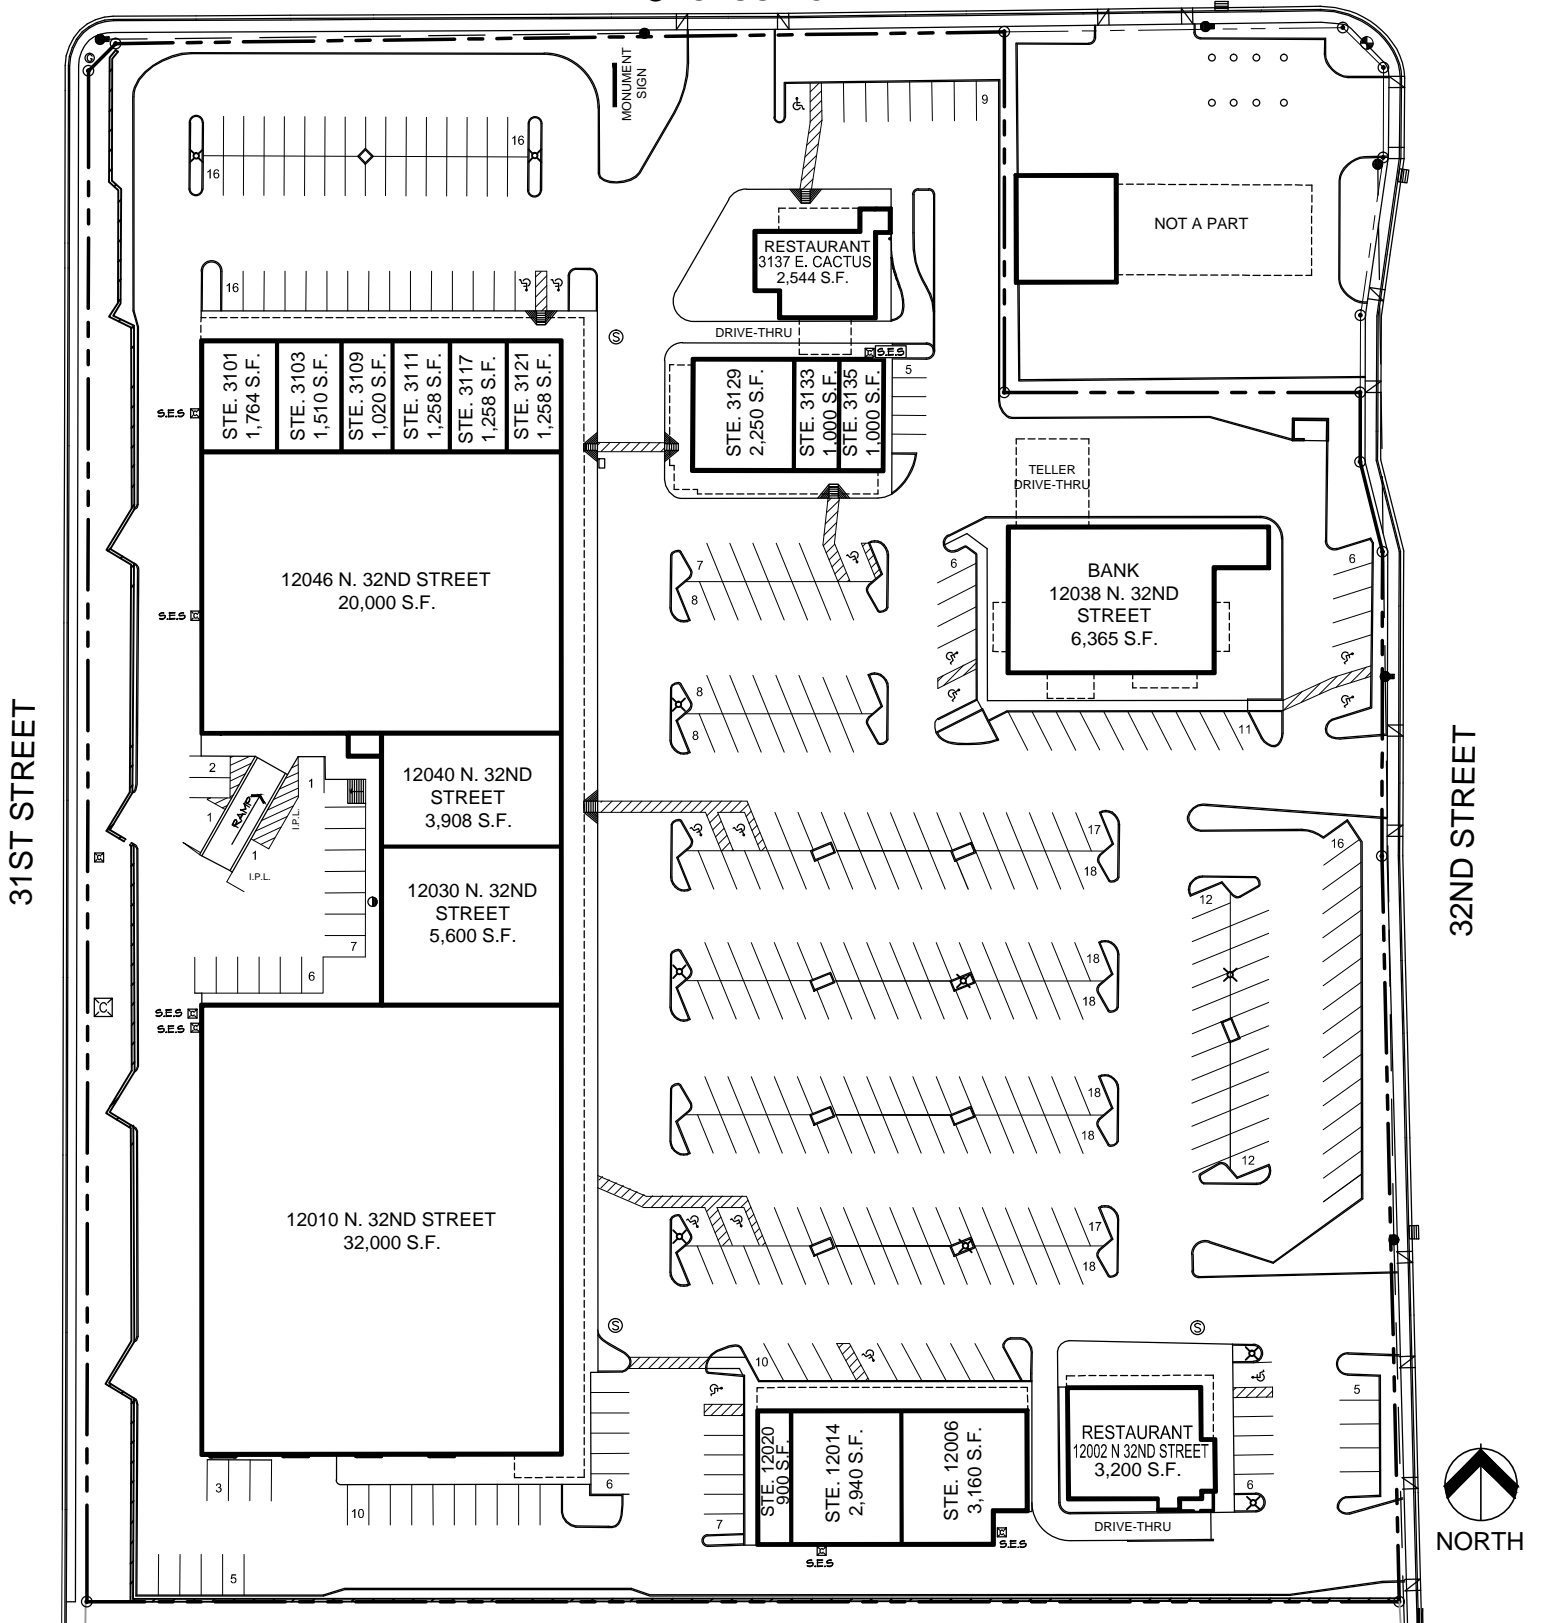 MONUMENT
SIGN
G
9
16
16
NOT A PART
RESTAURANT
3137 E. CACTUS
2,544 S.F.
16
DRIVE-THRU
S
S.E.S
5
STE. 3101
1,764 S.F.
STE. 3103
1,510 S.F.
STE. 3109
1,020 S.F.
STE. 3111
1,258 S.F.
STE. 3117
1,258 S.F.
STE. 3121
1,258 S.F.
STE. 3129
2,250 S.F.
STE. 3133
1,000 S.F.
STE. 3135
1,000 S.F.
S.E.S
TELLER
DRIVE-THRU
12046 N. 32ND STREET
20,000 S.F.
S.E.S
7
8
6
BANK
12038 N. 32ND
STREET
6,365 S.F.
6
8
8
11
31ST STREET
32ND STREET
2
1
RAMP
1
I.P.L.
1
I.P.L.
7
6
12040 N. 32ND
STREET
3,908 S.F.
12030 N. 32ND
STREET
5,600 S.F.
17
18
16
12
18
18
C
S.E.S
S.E.S
18
18
12
12010 N. 32ND STREET
32,000 S.F.
17
18
S
S
10
5
STE. 12020
900 S.F.
STE. 12014
2,940 S.F.
STE. 12006
3,160 S.F.
RESTAURANT
12002 N 32ND STREET
3,200 S.F.
3
10
6
7
6
DRIVE-THRU
S.E.S
S.E.S
5
NORTH